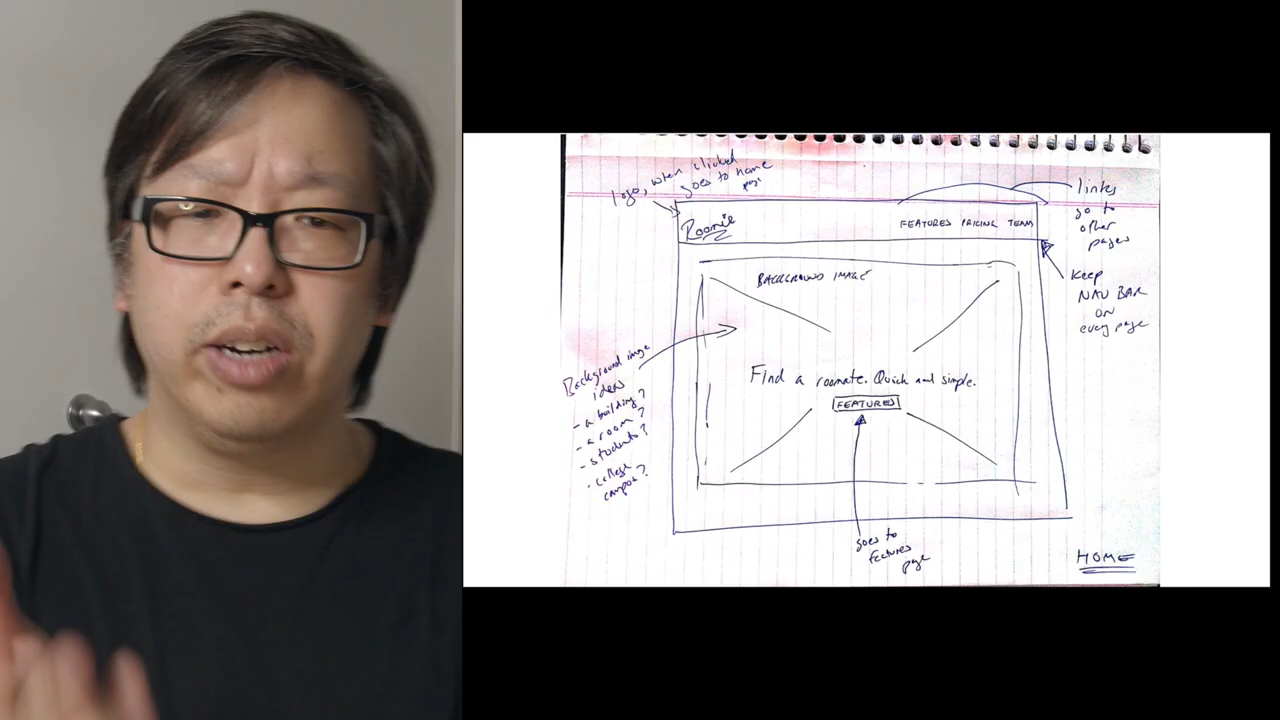 Logo, when clicked
goes to home
page
links
go to
other
pages
Roomie
FEATURES PRICING TEAM
Keep
NAV BAR
ON
every page
BACKGROUND IMAGE
Background image
ideas
- a building?
- a room?
- students?
- college
campus?
Find a roomate. Quick and simple.
FEATURES
goes to
features
page
HOME